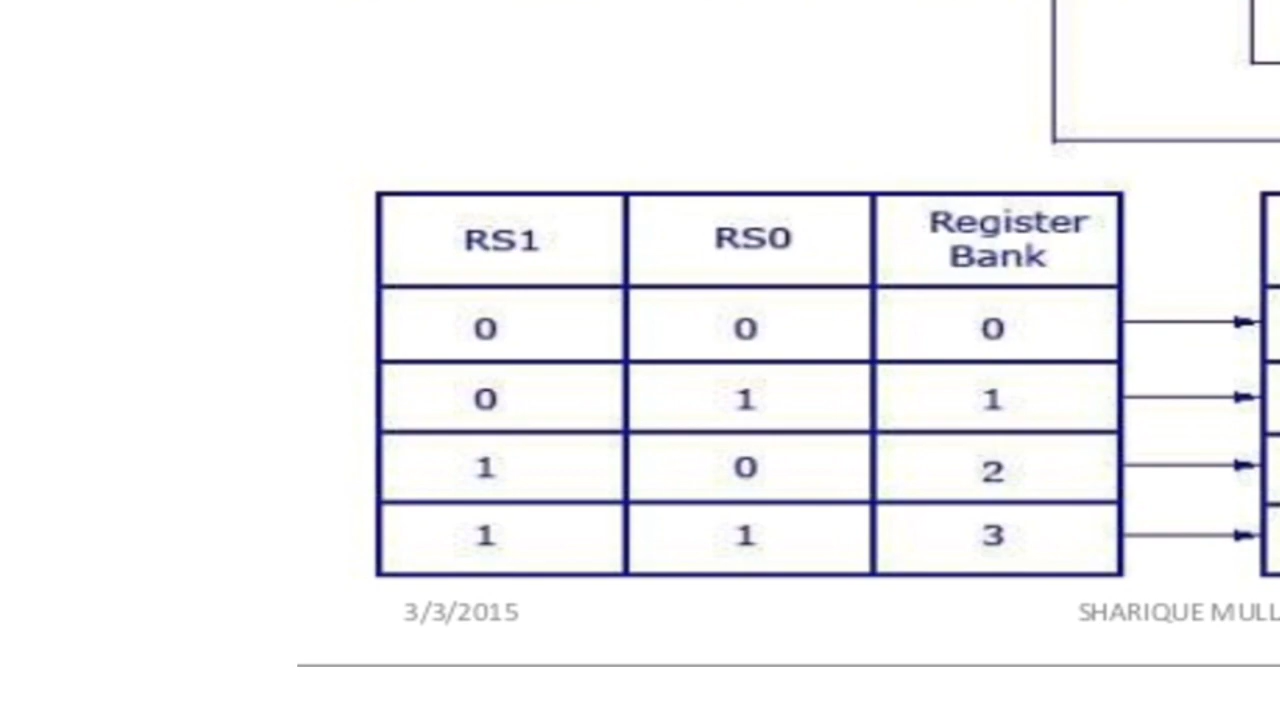 RS1 RS0 Register Bank
0 0 0
0 1 1
1 0 2
1 1 3
3/3/2015 SHARIQUE MULL